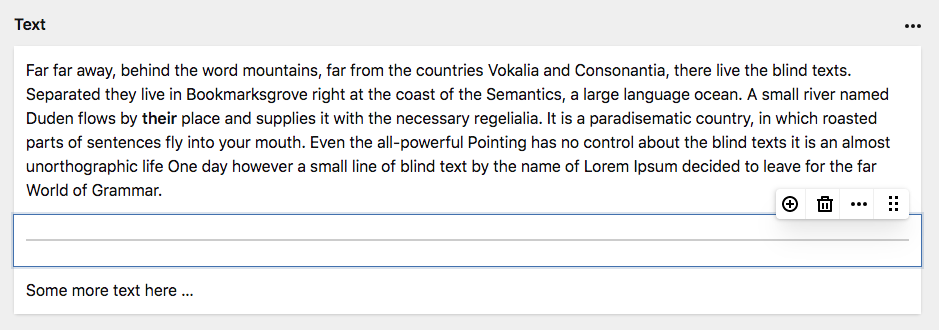 Text
Far far away, behind the word mountains, far from the countries Vokalia and Consonantia, there live the blind texts.
Separated they live in Bookmarksgrove right at the coast of the Semantics, a large language ocean. A small river named
Duden flows by their place and supplies it with the necessary regelialia. It is a paradisematic country, in which roasted
parts of sentences fly into your mouth. Even the all-powerful Pointing has no control about the blind texts it is an almost
unorthographic life One day however a small line of blind text by the name of Lorem Ipsum decided to leave for the far
World of Grammar.
Some more text here ...